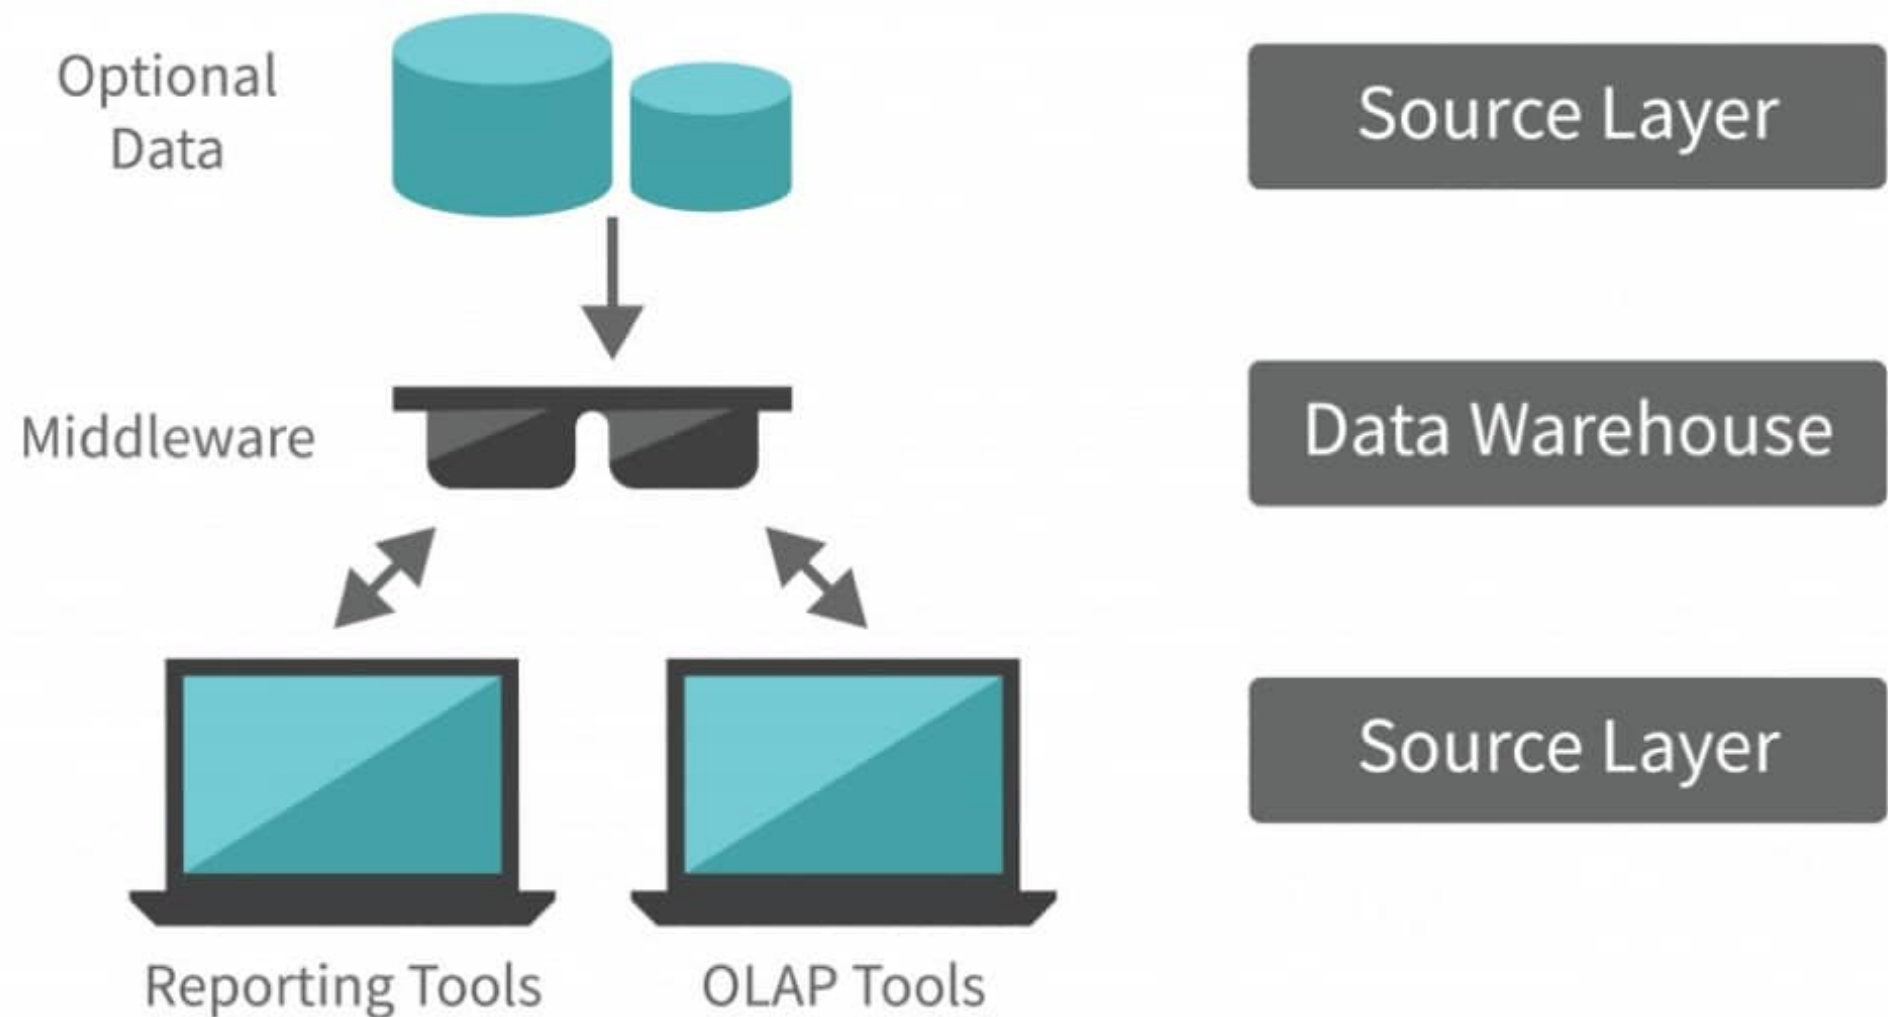 Optional
Data
Source Layer
Middleware
Data Warehouse
Source Layer
Reporting Tools
OLAP Tools